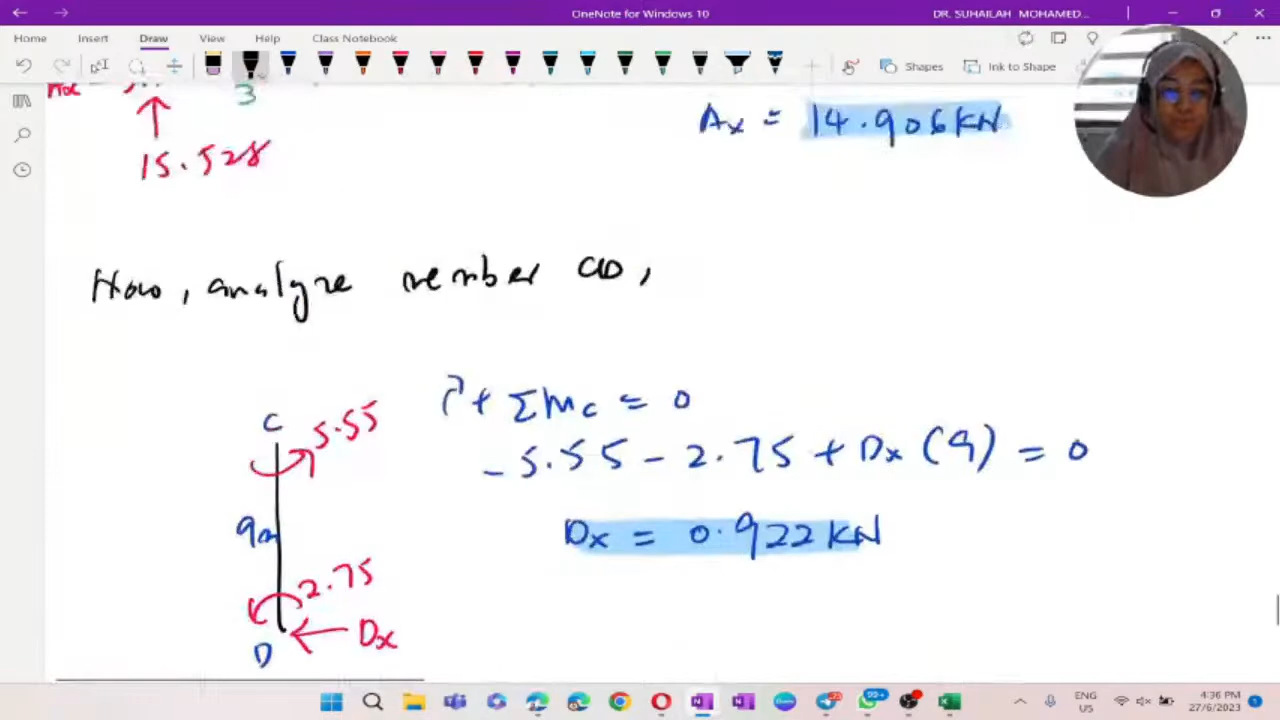 OneNote for Windows 10
DR. SUHAILAH MOHAMED...
Home Insert Draw View Help Class Notebook
Shapes Ink to Shape
3
15.528
Ax = 14.906KN
Now, analyze member CD,
+ ΣMc = 0
-5.55 - 2.75 + Dx (9) = 0
Dx = 0.922 KN
C
5.55
9m
2.75
Dx
D
99+
ENG
US
4:36 PM
27/6/2023